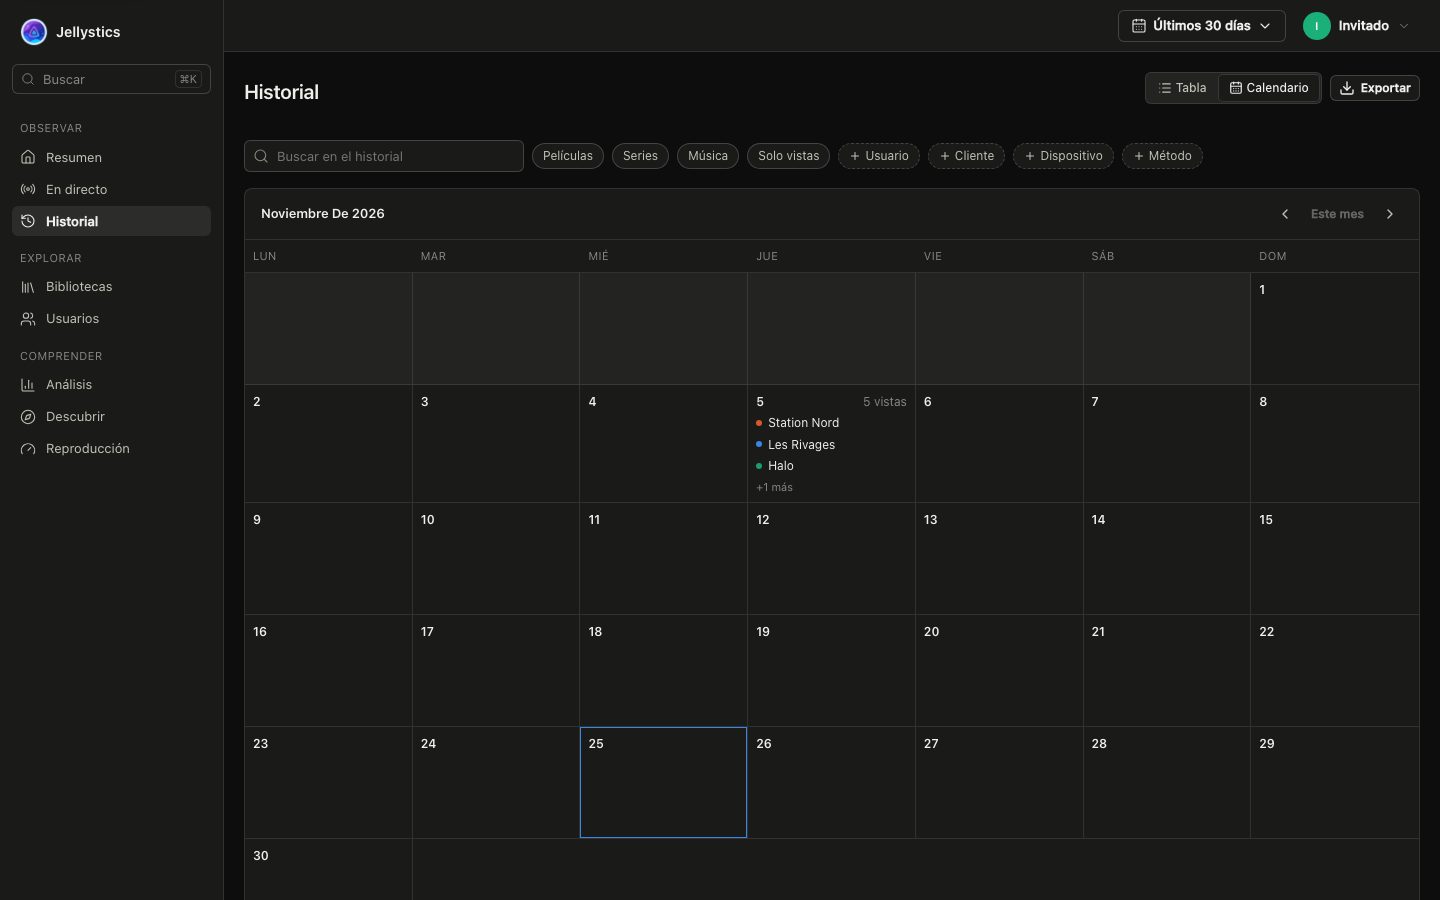 Jellystics
Buscar ⌘K
OBSERVAR
Resumen
En directo
Historial
EXPLORAR
Bibliotecas
Usuarios
COMPRENDER
Análisis
Descubrir
Reproducción
Últimos 30 días
I Invitado
Historial
Tabla Calendario Exportar
Buscar en el historial Películas Series Música Solo vistas + Usuario + Cliente + Dispositivo + Método
Noviembre De 2026 Este mes
LUN MAR MIÉ JUE VIE SÁB DOM
1
2 3 4 5 5 vistas 6 7 8
Station Nord
Les Rivages
Halo
+1 más
9 10 11 12 13 14 15
16 17 18 19 20 21 22
23 24 25 26 27 28 29
30